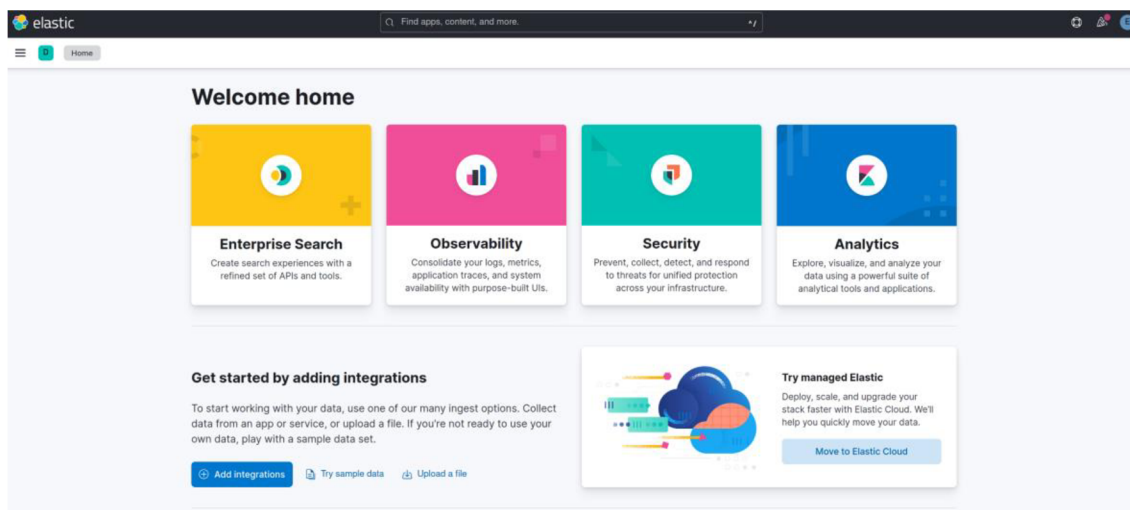 elastic
Find apps, content, and more.
^/
E
D
Home
Welcome home
Enterprise Search
Create search experiences with a
refined set of APIs and tools.
Observability
Consolidate your logs, metrics,
application traces, and system
availability with purpose-built UIs.
Security
Prevent, collect, detect, and respond
to threats for unified protection
across your infrastructure.
Analytics
Explore, visualize, and analyze your
data using a powerful suite of
analytical tools and applications.
Get started by adding integrations
To start working with your data, use one of our many ingest options. Collect
data from an app or service, or upload a file. If you're not ready to use your
own data, play with a sample data set.
Add integrations
Try sample data
Upload a file
Try managed Elastic
Deploy, scale, and upgrade your
stack faster with Elastic Cloud. We'll
help you quickly move your data.
Move to Elastic Cloud